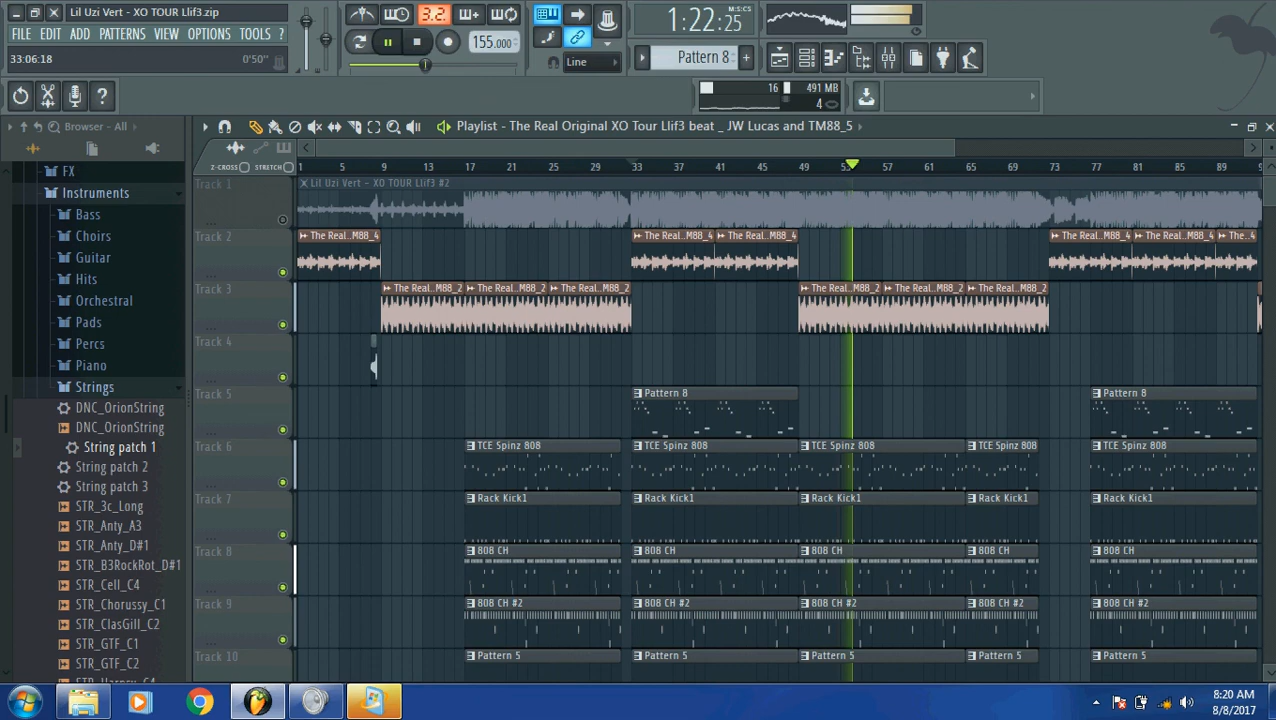 Lil Uzi Vert - XO TOUR Llif3.zip
FILE EDIT ADD PATTERNS VIEW OPTIONS TOOLS ?
33:06:18 0'50"
3.2.
155.000
1:22:25
M:S:CS
Line
Pattern 8 +
16 491 MB
4
Browser - All
Playlist - The Real Original XO Tour Llif3 beat _ JW Lucas and TM88_5
Z-CROSS STRETCH
1 5 9 13 17 21 25 29 33 37 41 45 49 53 57 61 65 69 73 77 81 85 89
FX
Instruments
Bass
Choirs
Guitar
Hits
Orchestral
Pads
Percs
Piano
Strings
DNC_OrionString
DNC_OrionString
String patch 1
String patch 2
String patch 3
STR_3c_Long
STR_Anty_A3
STR_Anty_D#1
STR_B3RockRot_D#1
STR_Cell_C4
STR_Chorussy_C1
STR_ClasGill_C2
STR_GTF_C1
STR_GTF_C2
Track 1
Lil Uzi Vert - XO TOUR Llif3 #2
Track 2
The Real..M88_4 The Real..M88_4 The Real..M88_4 The Real..M88_4 The Real..M88_4 The..4
Track 3
The Real..M88_2 The Real..M88_2 The Real..M88_2 The Real..M88_2 The Real..M88_2 The Real..M88_2
Track 4
Track 5
Pattern 8 Pattern 8
Track 6
TCE Spinz 808 TCE Spinz 808 TCE Spinz 808 TCE Spinz 808 TCE Spinz 808
Track 7
Rack Kick1 Rack Kick1 Rack Kick1 Rack Kick1 Rack Kick1
Track 8
808 CH 808 CH 808 CH 808 CH 808 CH
Track 9
808 CH #2 808 CH #2 808 CH #2 808 CH #2 808 CH #2
Track 10
Pattern 5 Pattern 5 Pattern 5 Pattern 5 Pattern 5
8:20 AM
8/8/2017